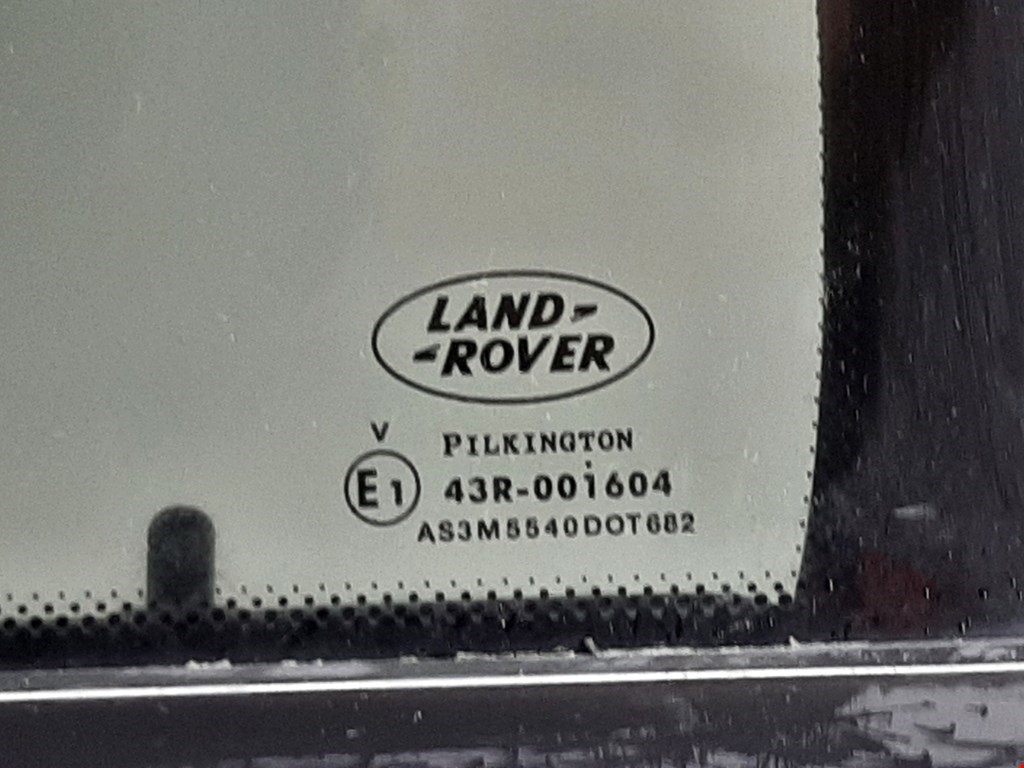 LAND-
-ROVER
V
PILKINGTON
E1 43R-001604
AS3M5540DOT682